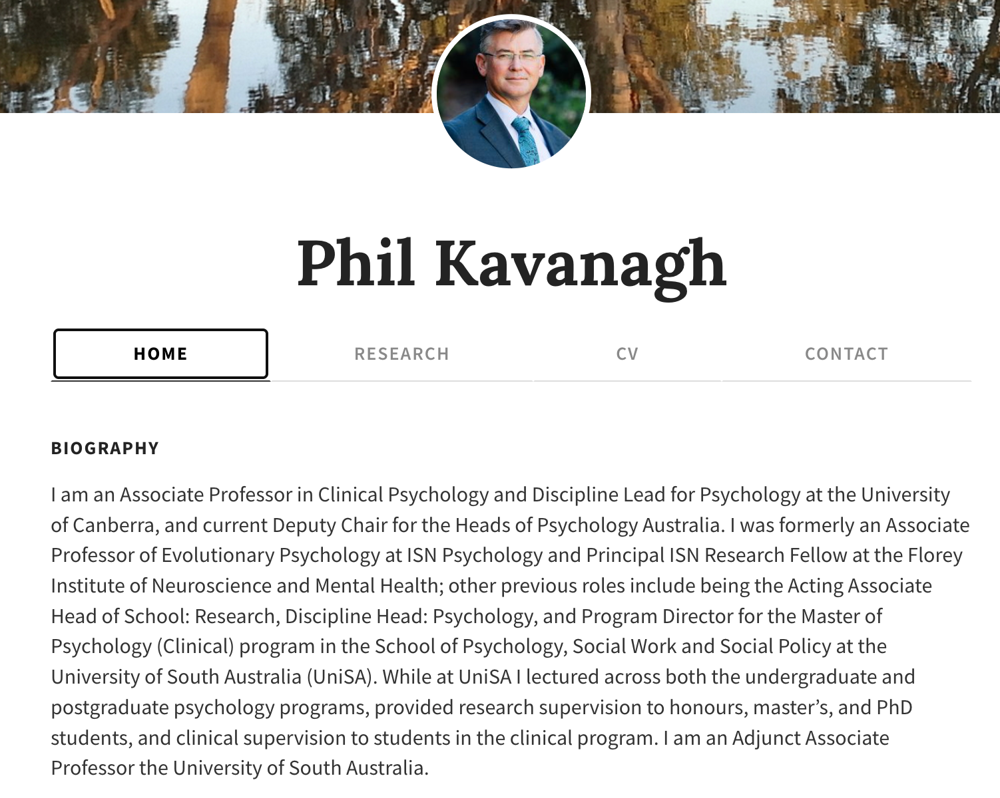 Phil Kavanagh
HOME
RESEARCH
CV
CONTACT
BIOGRAPHY
I am an Associate Professor in Clinical Psychology and Discipline Lead for Psychology at the University
of Canberra, and current Deputy Chair for the Heads of Psychology Australia. I was formerly an Associate
Professor of Evolutionary Psychology at ISN Psychology and Principal ISN Research Fellow at the Florey
Institute of Neuroscience and Mental Health; other previous roles include being the Acting Associate
Head of School: Research, Discipline Head: Psychology, and Program Director for the Master of
Psychology (Clinical) program in the School of Psychology, Social Work and Social Policy at the
University of South Australia (UniSA). While at UniSA I lectured across both the undergraduate and
postgraduate psychology programs, provided research supervision to honours, master’s, and PhD
students, and clinical supervision to students in the clinical program. I am an Adjunct Associate
Professor the University of South Australia.